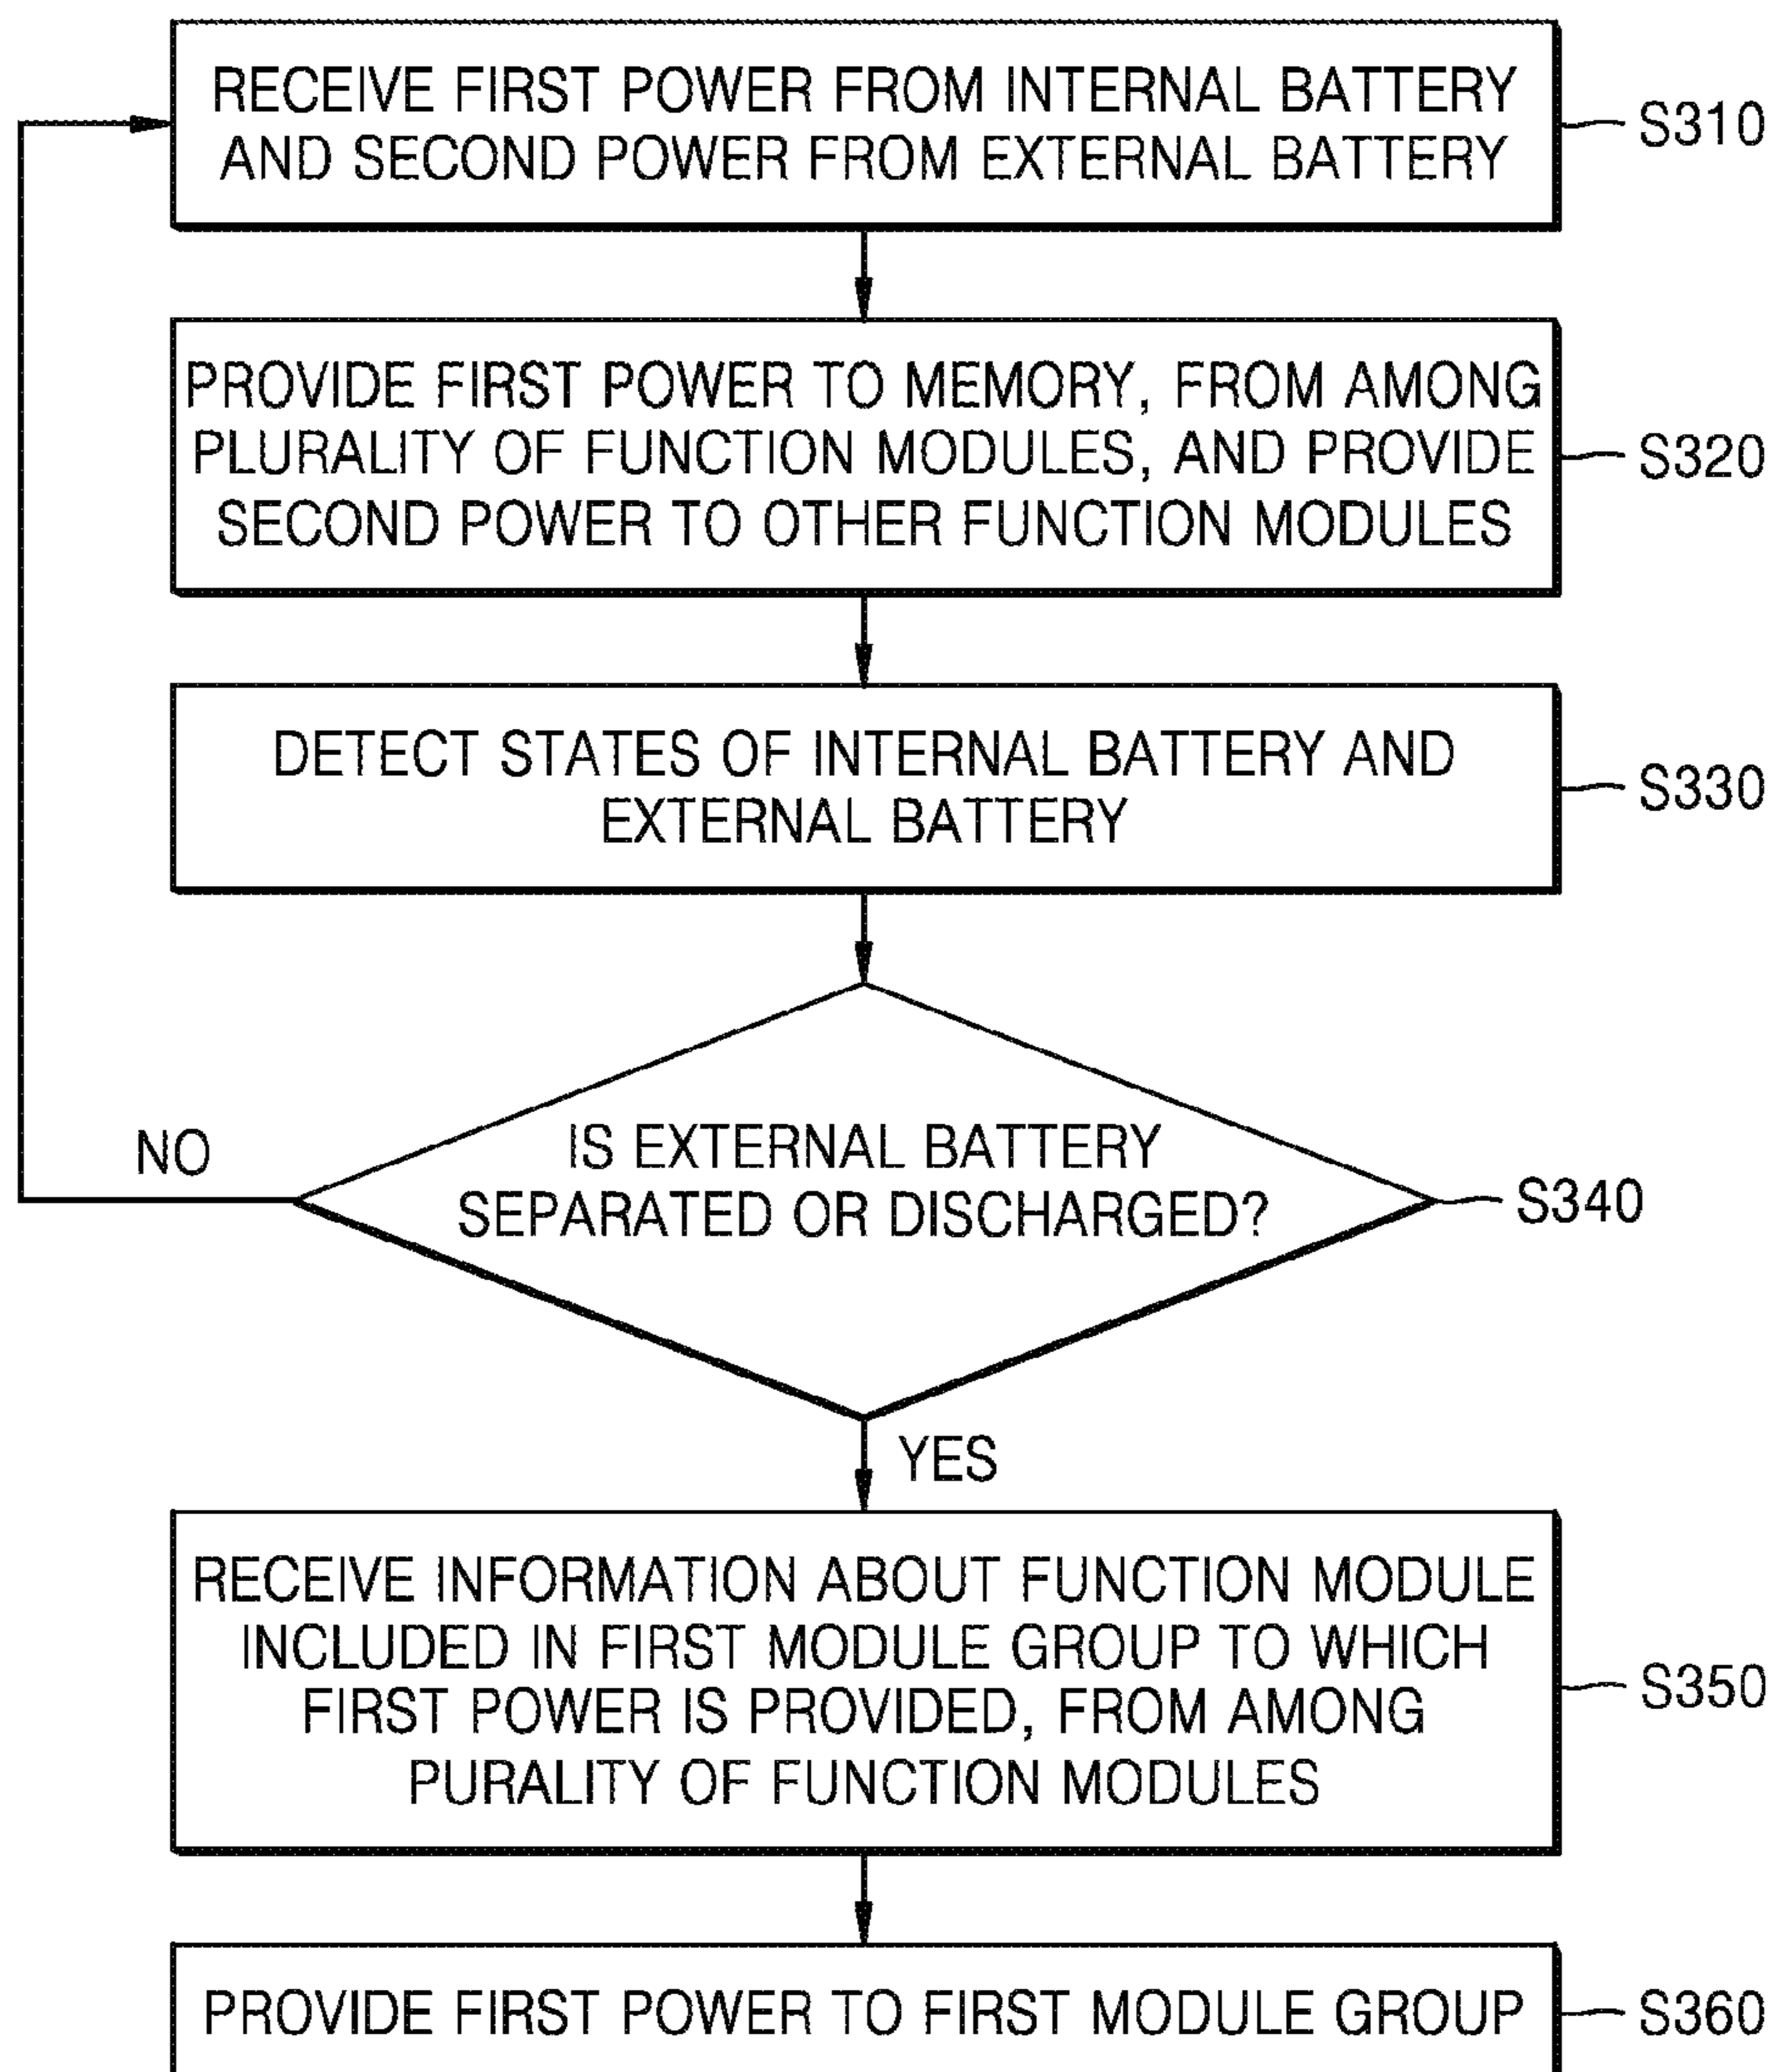 RECEIVE FIRST POWER FROM INTERNAL BATTERY
AND SECOND POWER FROM EXTERNAL BATTERY
S310
PROVIDE FIRST POWER TO MEMORY, FROM AMONG
PLURALITY OF FUNCTION MODULES, AND PROVIDE
SECOND POWER TO OTHER FUNCTION MODULES
S320
DETECT STATES OF INTERNAL BATTERY AND
EXTERNAL BATTERY
S330
NO
IS EXTERNAL BATTERY
SEPARATED OR DISCHARGED?
S340
YES
RECEIVE INFORMATION ABOUT FUNCTION MODULE
INCLUDED IN FIRST MODULE GROUP TO WHICH
FIRST POWER IS PROVIDED, FROM AMONG
PURALITY OF FUNCTION MODULES
S350
PROVIDE FIRST POWER TO FIRST MODULE GROUP
S360